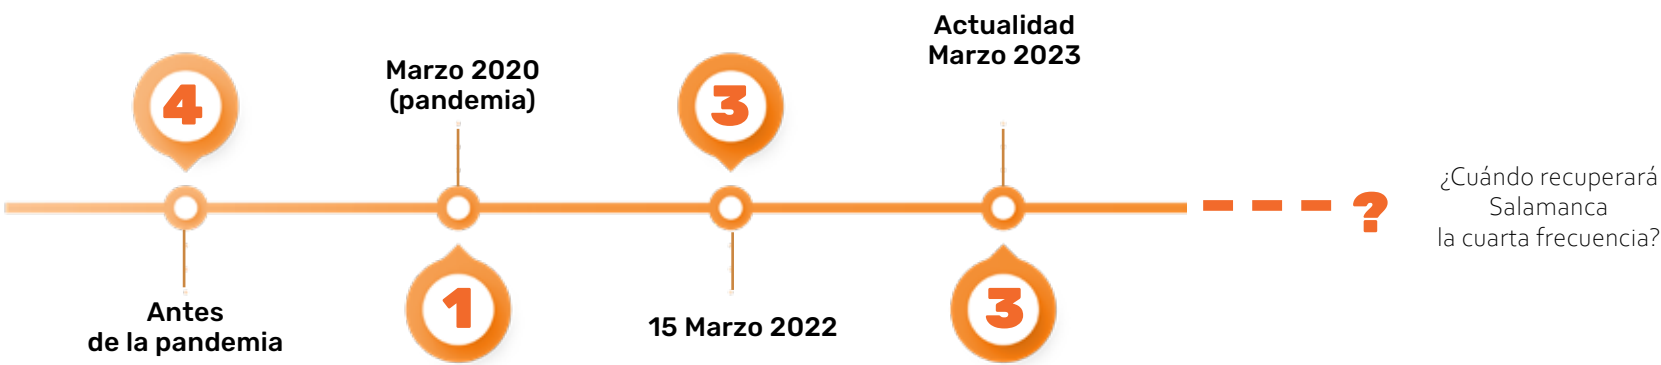 4
Antes
de la pandemia
Marzo 2020
(pandemia)
1
3
15 Marzo 2022
Actualidad
Marzo 2023
3
?
¿Cuándo recuperará
Salamanca
la cuarta frecuencia?